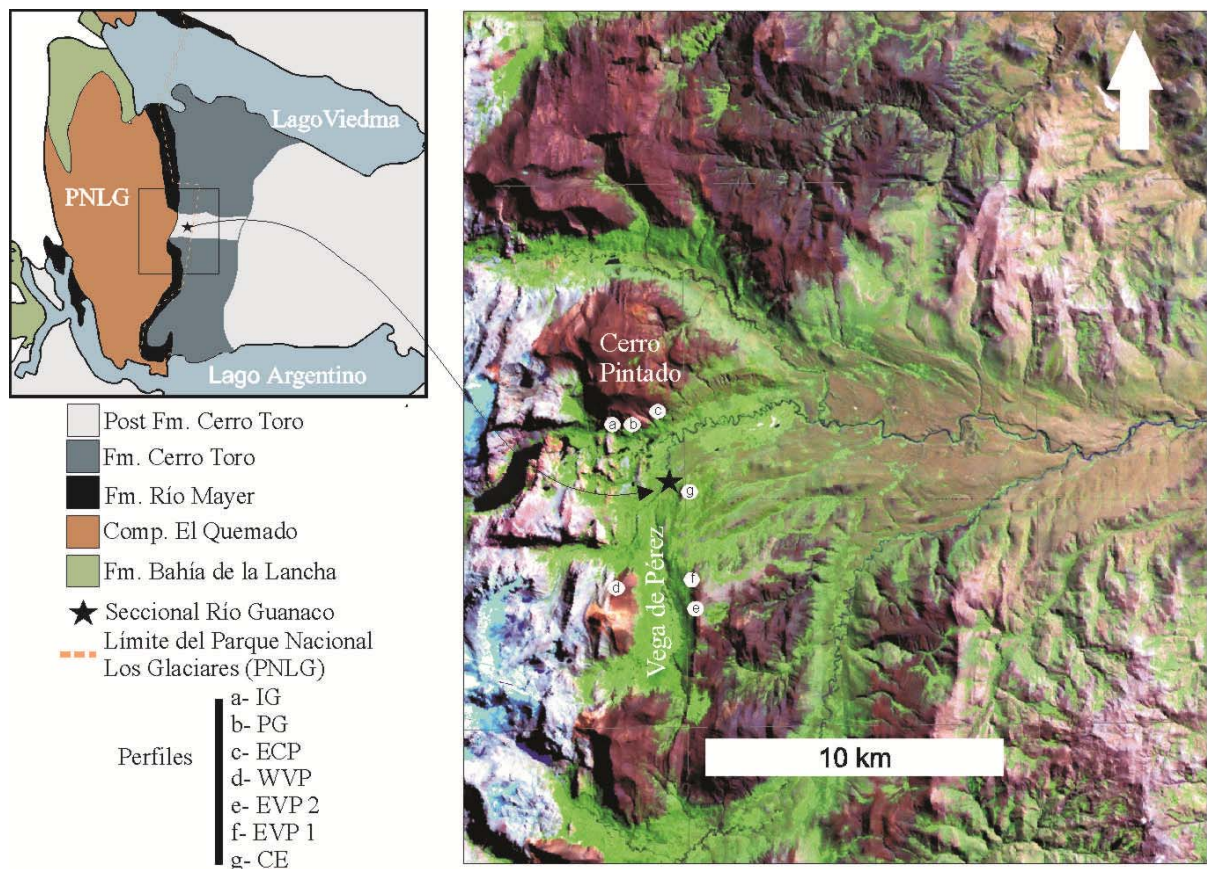 Lago Viedma
PNLG
Lago Argentino
Post Fm. Cerro Toro
Fm. Cerro Toro
Fm. Río Mayer
Comp. El Quemado
Fm. Bahía de la Lancha
Seccional Río Guanaco
Límite del Parque Nacional
Los Glaciares (PNLG)
Perfiles
a- IG
b- PG
c- ECP
d- WVP
e- EVP 2
f- EVP 1
g- CE
Cerro
Pintado
a
b
c
g
f
d
e
Vega de Pérez
10 km